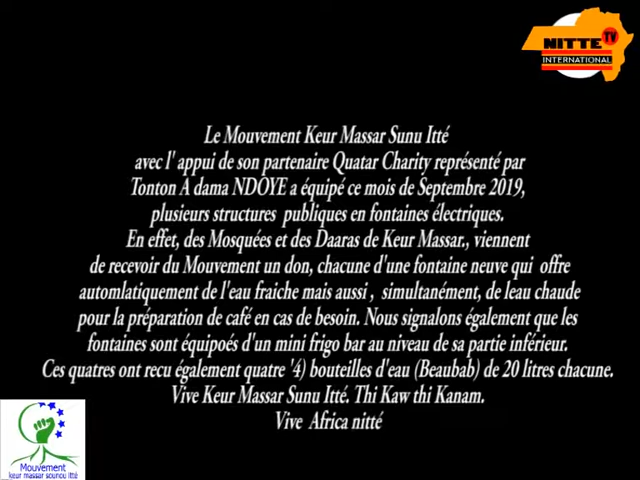 NITTE TV
INTERNATIONAL
Le Mouvement Keur Massar Sunu Itté
avec l' appui de son partenaire Quatar Charity représenté par
Tonton A dama NDOYE a équipé ce mois de Septembre 2019,
plusieurs structures publiques en fontaines électriques.
En effet, des Mosquées et des Daaras de Keur Massar., viennent
de recevoir du Mouvement un don, chacune d'une fontaine neuve qui offre
automlatiquement de l'eau fraiche mais aussi , simultanément, de leau chaude
pour la préparation de café en cas de besoin. Nous signalons également que les
fontaines sont équipoés d'un mini frigo bar au niveau de sa partie inférieur.
Ces quatres ont recu également quatre '4) bouteilles d'eau (Beaubab) de 20 litres chacune.
Vive Keur Massar Sunu Itté. Thi Kaw thi Kanam.
Vive Africa nitté
Mouvement
keur massar sounou itté